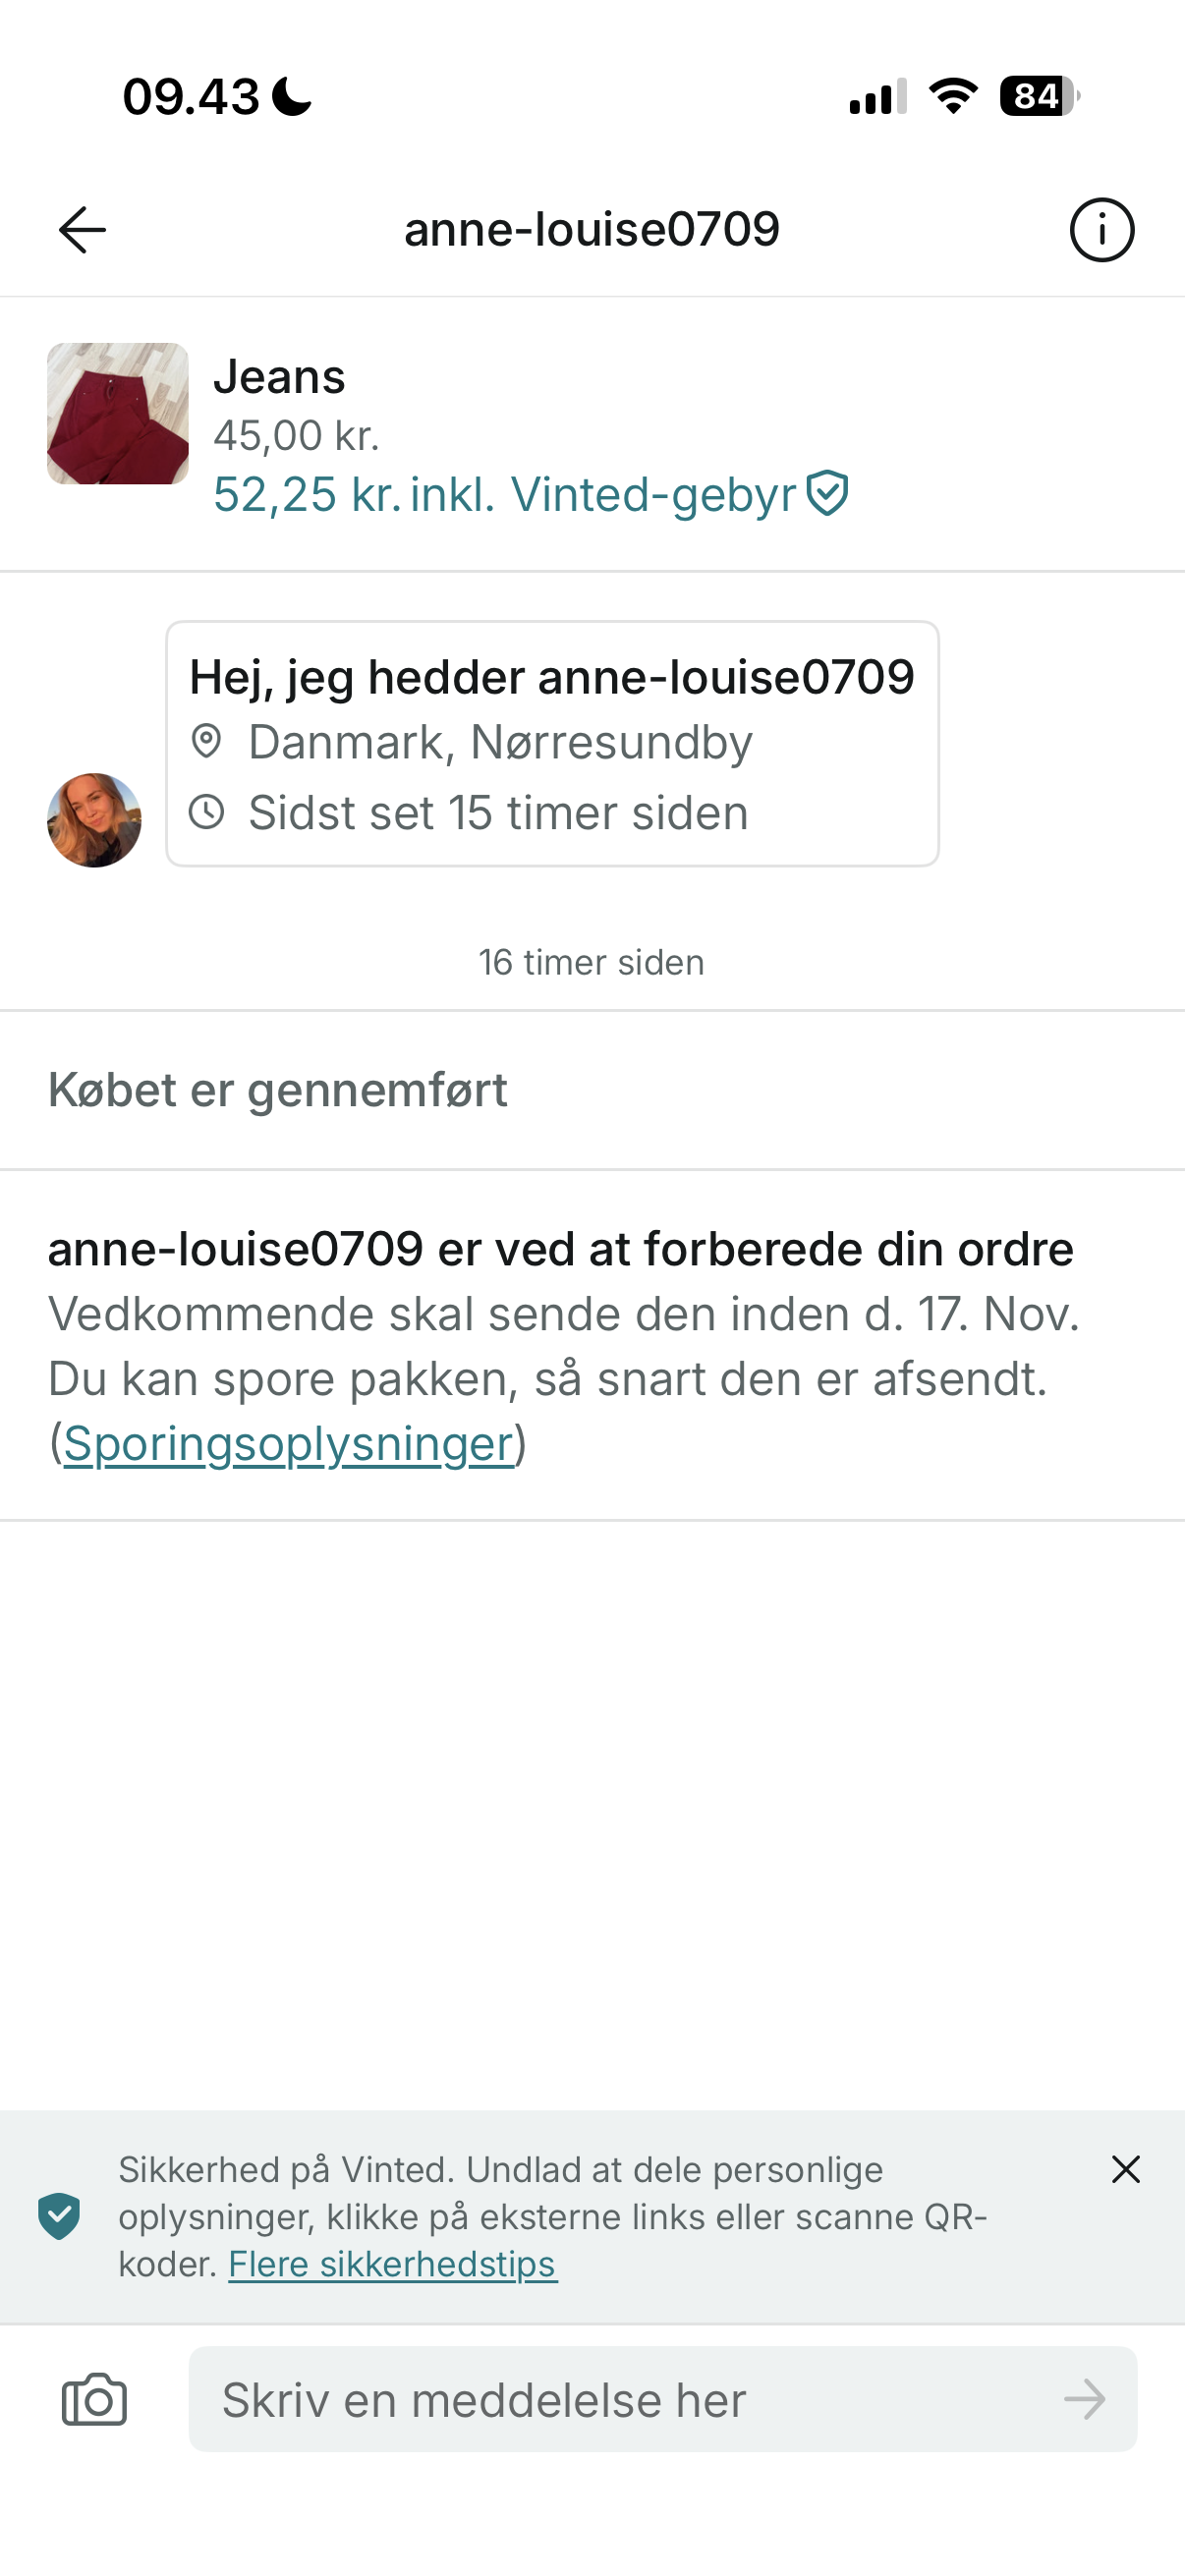 09.43
84
anne-louise0709
Jeans
45,00 kr.
52,25 kr. inkl. Vinted-gebyr
Hej, jeg hedder anne-louise0709
Danmark, Nørresundby
Sidst set 15 timer siden
16 timer siden
Købet er gennemført
anne-louise0709 er ved at forberede din ordre
Vedkommende skal sende den inden d. 17. Nov.
Du kan spore pakken, så snart den er afsendt.
(Sporingsoplysninger)
Sikkerhed på Vinted. Undlad at dele personlige
oplysninger, klikke på eksterne links eller scanne QR-
koder. Flere sikkerhedstips
Skriv en meddelelse her